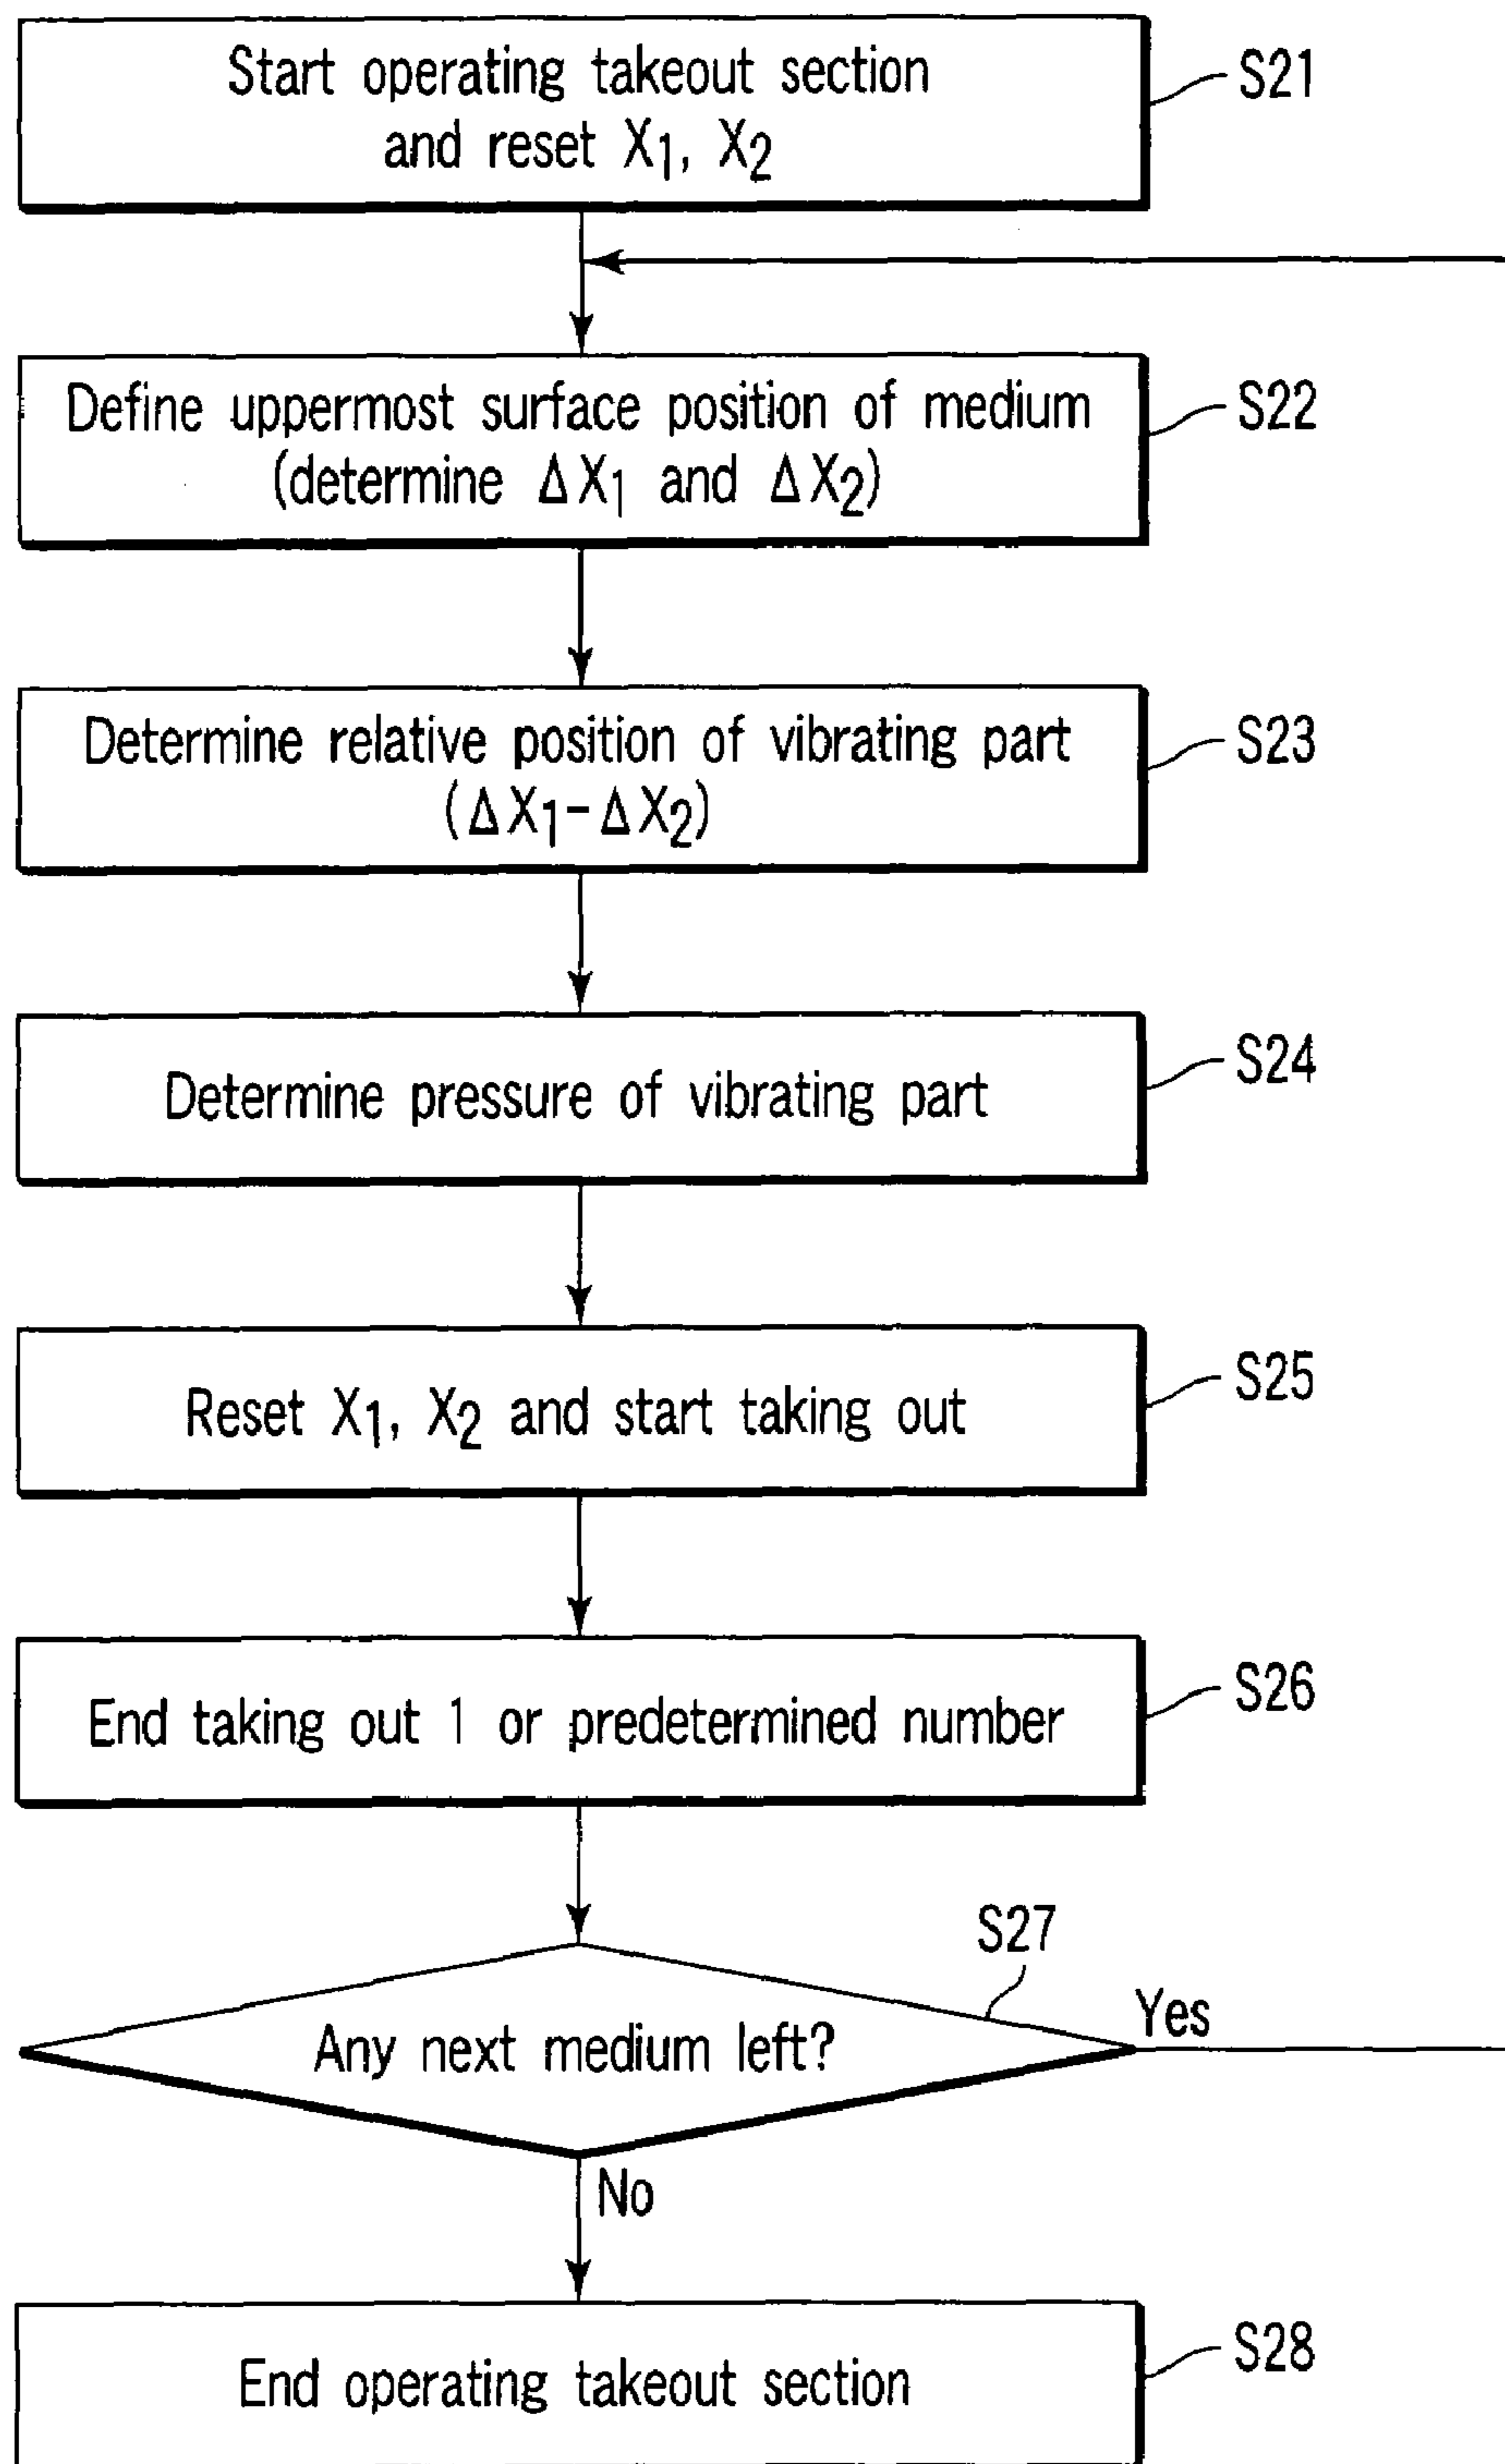 Start operating takeout section
and reset X₁, X₂
S21
Define uppermost surface position of medium
(determine ΔX₁ and ΔX₂)
S22
Determine relative position of vibrating part
(ΔX₁-ΔX₂)
S23
Determine pressure of vibrating part
S24
Reset X₁, X₂ and start taking out
S25
End taking out 1 or predetermined number
S26
S27
Any next medium left?
Yes
No
End operating takeout section
S28